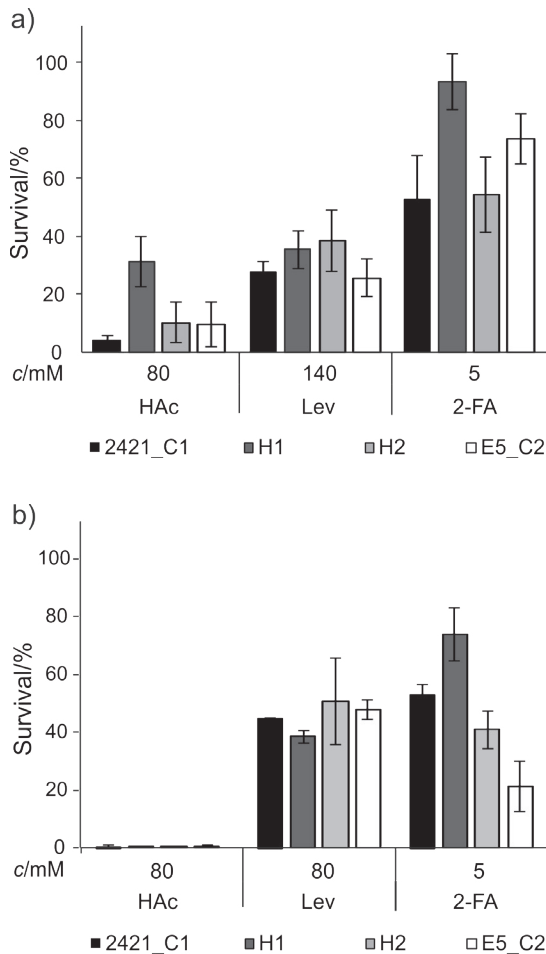 a)
Survival/%
100
80
60
40
20
0
c/mM 80 140 5
HAc Lev 2-FA
2421_C1 H1 H2 E5_C2
b)
Survival/%
100
80
60
40
20
0
c/mM 80 80 5
HAc Lev 2-FA
2421_C1 H1 H2 E5_C2